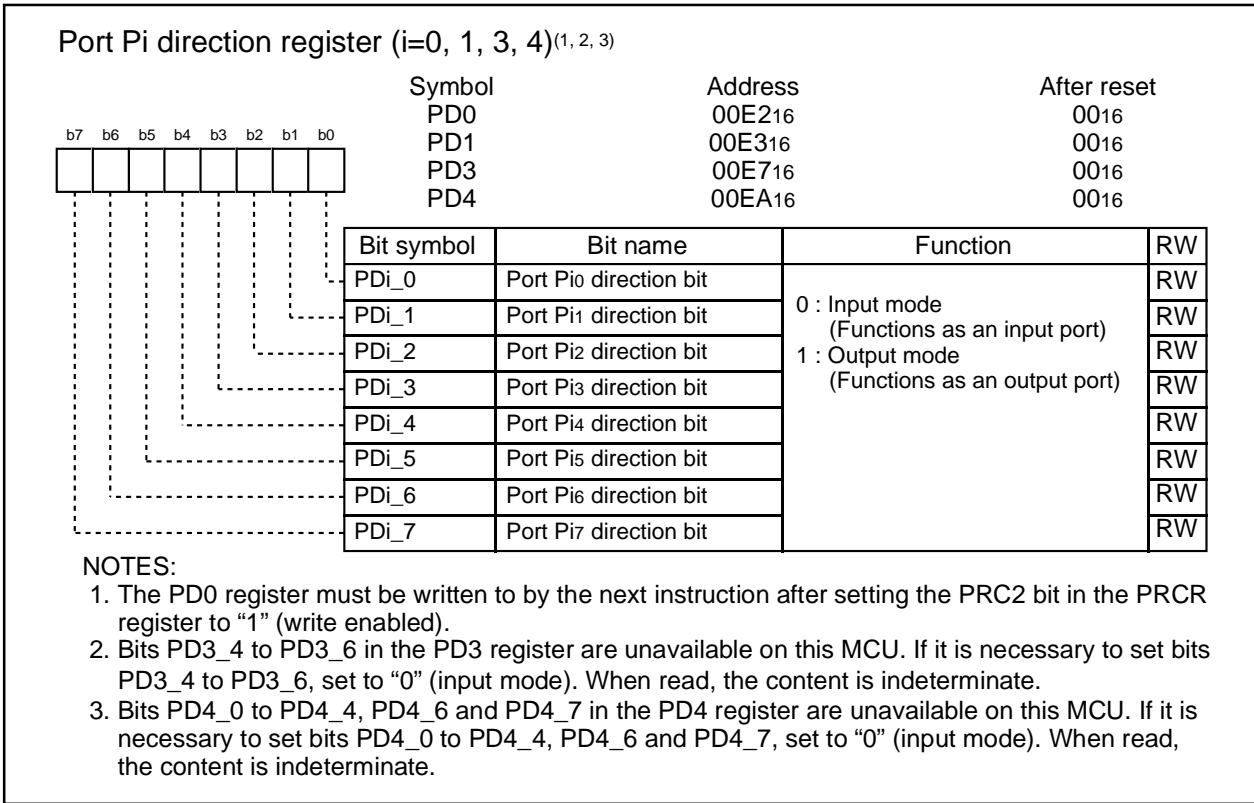 Port Pi direction register (i=0, 1, 3, 4)(1, 2, 3)
Symbol Address After reset
PD0 00E216 0016
PD1 00E316 0016
PD3 00E716 0016
PD4 00EA16 0016
b7 b6 b5 b4 b3 b2 b1 b0
Bit symbol Bit name Function RW
PDi_0 Port Pi0 direction bit RW
PDi_1 Port Pi1 direction bit RW
PDi_2 Port Pi2 direction bit RW
PDi_3 Port Pi3 direction bit RW
PDi_4 Port Pi4 direction bit RW
PDi_5 Port Pi5 direction bit RW
PDi_6 Port Pi6 direction bit RW
PDi_7 Port Pi7 direction bit RW
0 : Input mode
(Functions as an input port)
1 : Output mode
(Functions as an output port)
NOTES:
1. The PD0 register must be written to by the next instruction after setting the PRC2 bit in the PRCR
register to “1” (write enabled).
2. Bits PD3_4 to PD3_6 in the PD3 register are unavailable on this MCU. If it is necessary to set bits
PD3_4 to PD3_6, set to “0” (input mode). When read, the content is indeterminate.
3. Bits PD4_0 to PD4_4, PD4_6 and PD4_7 in the PD4 register are unavailable on this MCU. If it is
necessary to set bits PD4_0 to PD4_4, PD4_6 and PD4_7, set to “0” (input mode). When read,
the content is indeterminate.